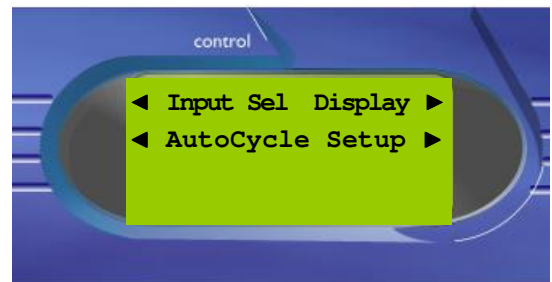 control
◄ Input Sel Display ►
◄ AutoCycle Setup ►